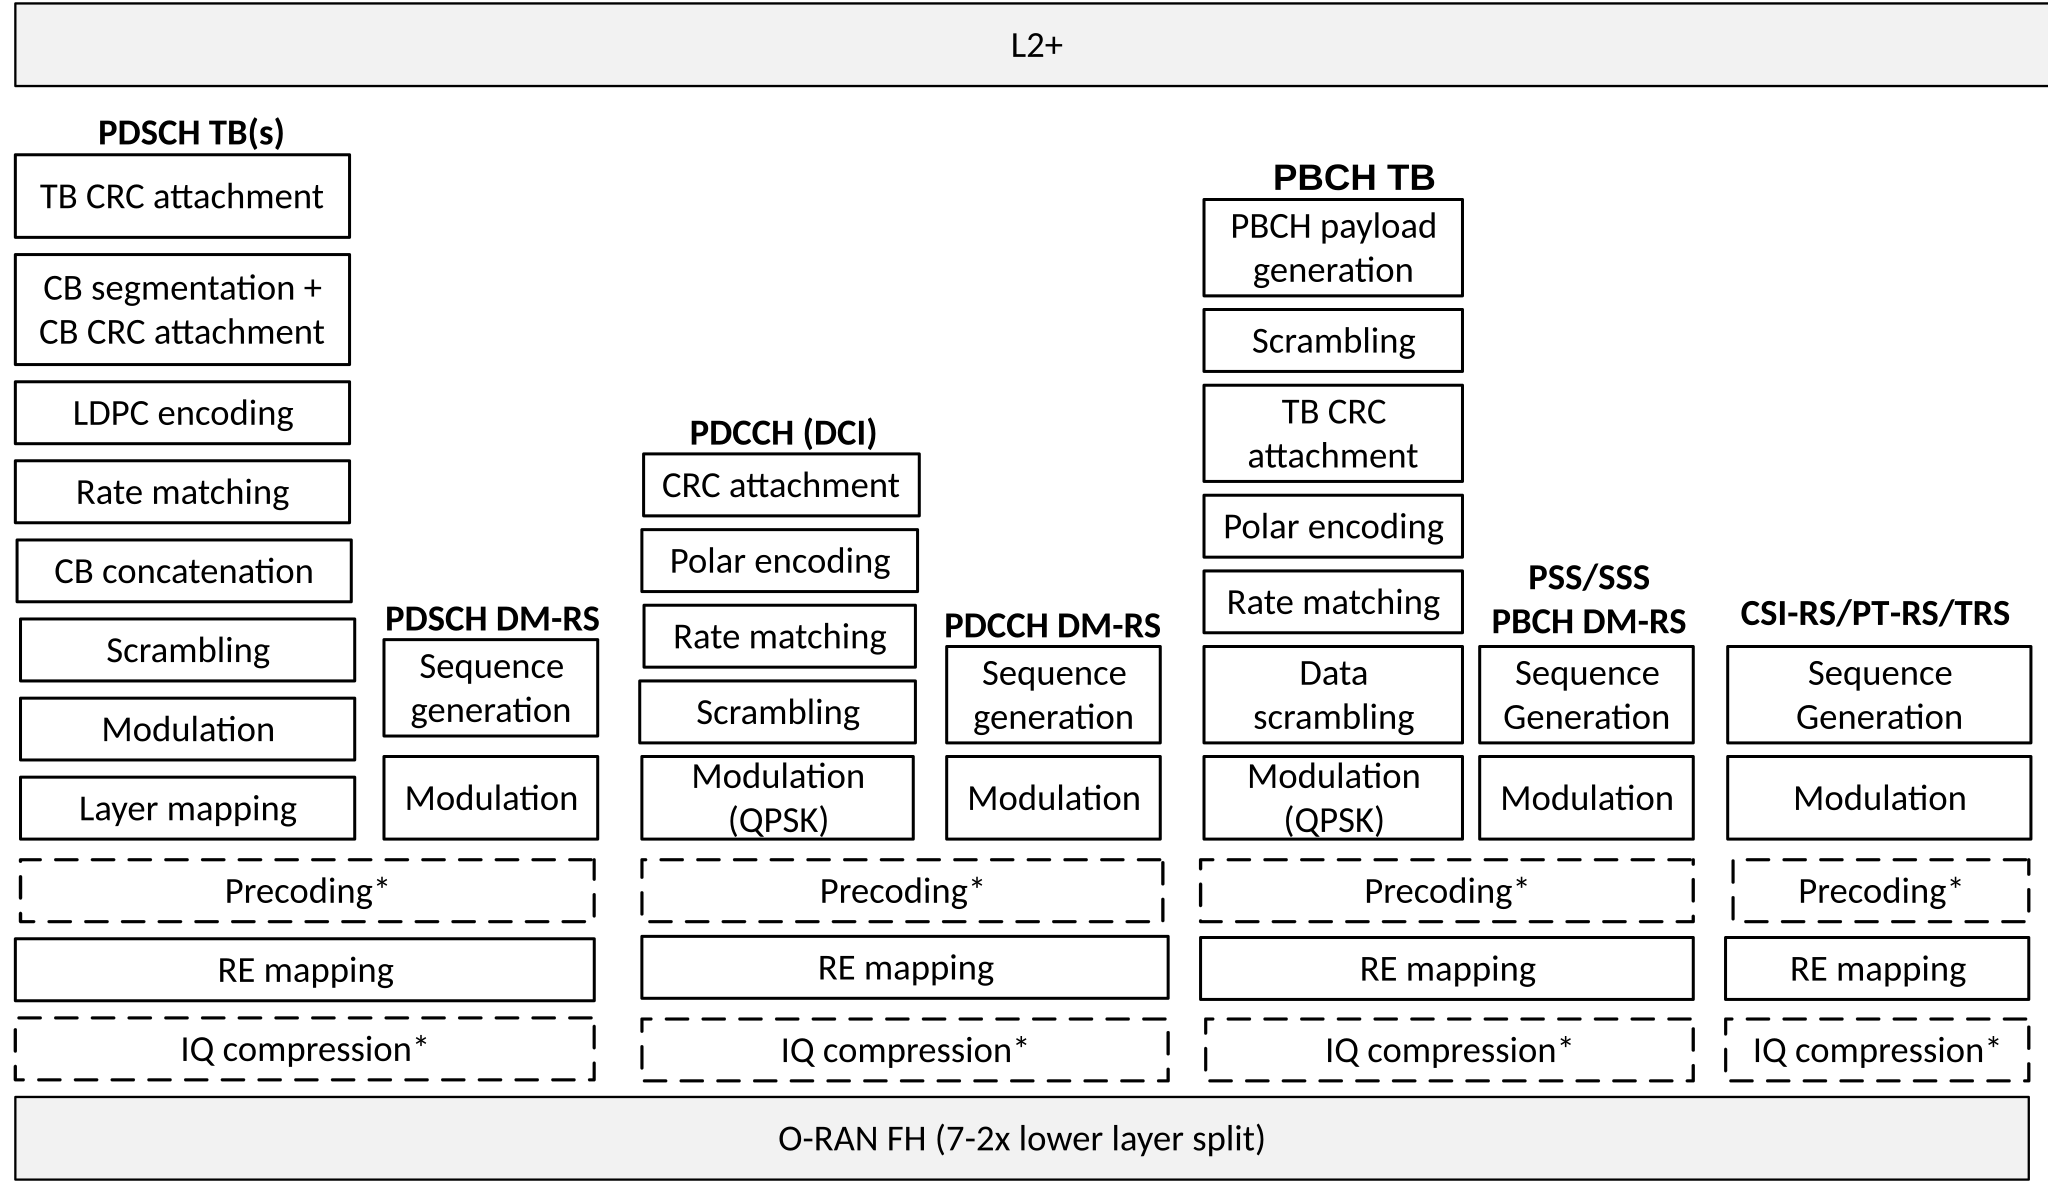 L2+
PDSCH TB(s)
TB CRC attachment
CB segmentation +
CB CRC attachment
LDPC encoding
Rate matching
CB concatenation
Scrambling
Modulation
Layer mapping
PDSCH DM-RS
Sequence
generation
Modulation
Precoding*
RE mapping
IQ compression*
PDCCH (DCI)
CRC attachment
Polar encoding
Rate matching
Scrambling
Modulation
(QPSK)
PDCCH DM-RS
Sequence
generation
Modulation
Precoding*
RE mapping
IQ compression*
PBCH TB
PBCH payload
generation
Scrambling
TB CRC
attachment
Polar encoding
Rate matching
Data
scrambling
Modulation
(QPSK)
PSS/SSS
PBCH DM-RS
Sequence
Generation
Modulation
Precoding*
RE mapping
IQ compression*
CSI-RS/PT-RS/TRS
Sequence
Generation
Modulation
Precoding*
RE mapping
IQ compression*
O-RAN FH (7-2x lower layer split)